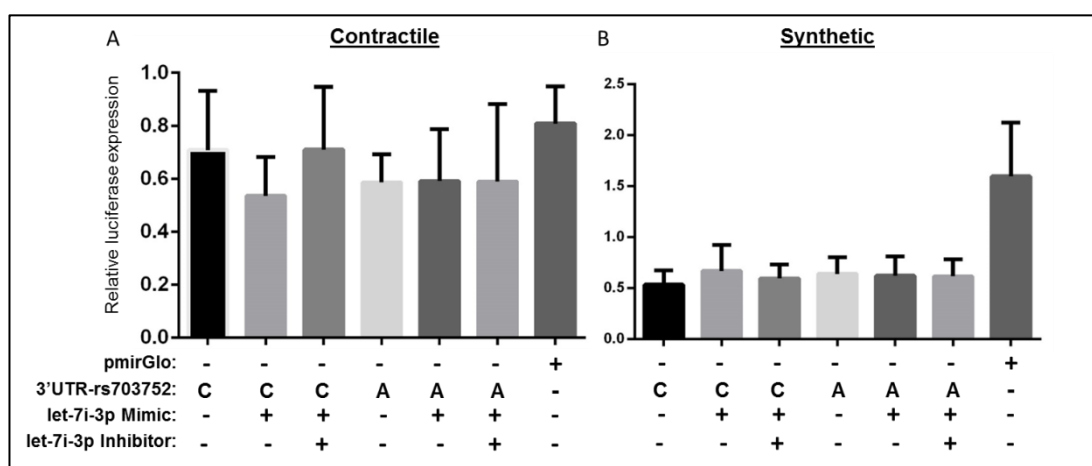 A Contractile B Synthetic
Relative luciferase expression
1.0
0.8
0.6
0.4
0.2
0.0
2.5
2.0
1.5
1.0
0.5
0.0
pmirGlo: - - - - - - + - - - - - - +
3'UTR-rs703752: C C C A A A - C C C A A A -
let-7i-3p Mimic: - + + - + + - - + + - + + -
let-7i-3p Inhibitor: - - + - - + - - - + - - + -